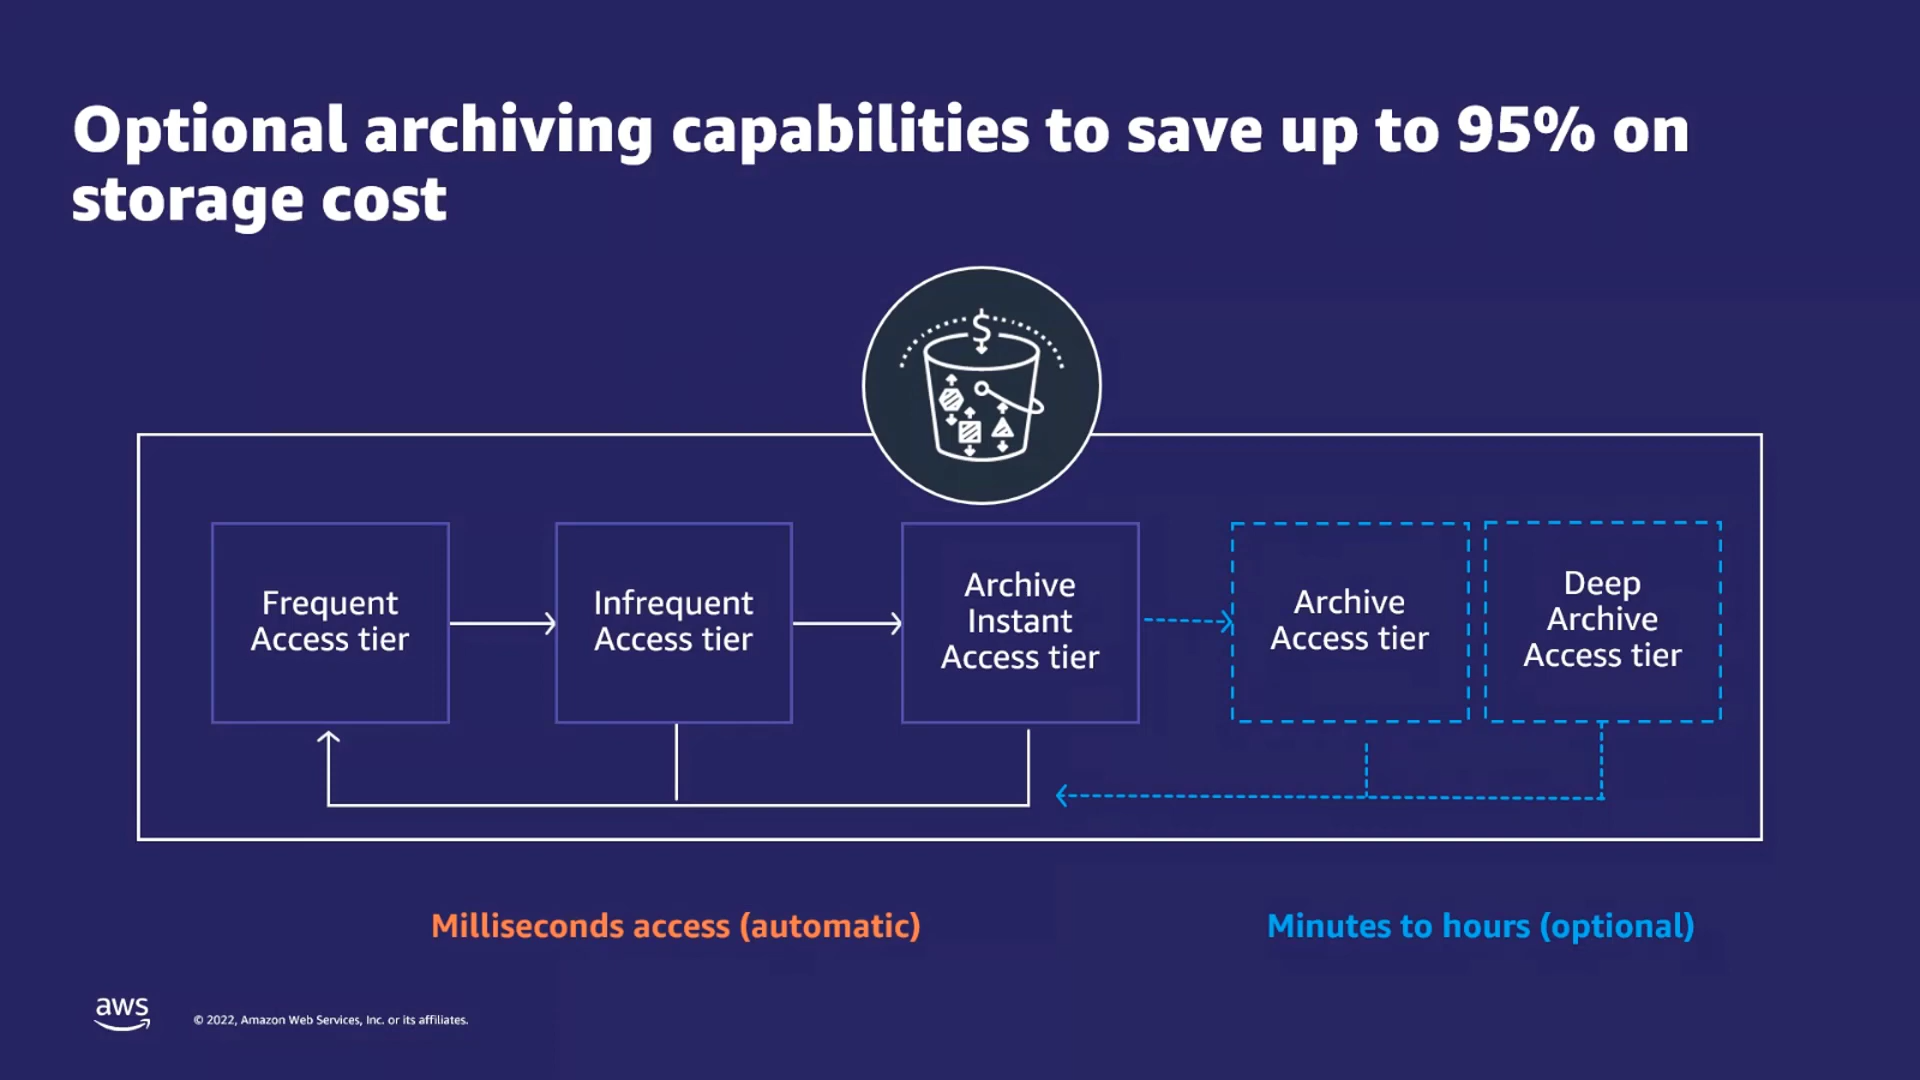 Optional archiving capabilities to save up to 95% on
storage cost
$
Frequent
Access tier
Infrequent
Access tier
Archive
Instant
Access tier
Archive
Access tier
Deep
Archive
Access tier
Milliseconds access (automatic)
Minutes to hours (optional)
aws
© 2022, Amazon Web Services, Inc. or its affiliates.